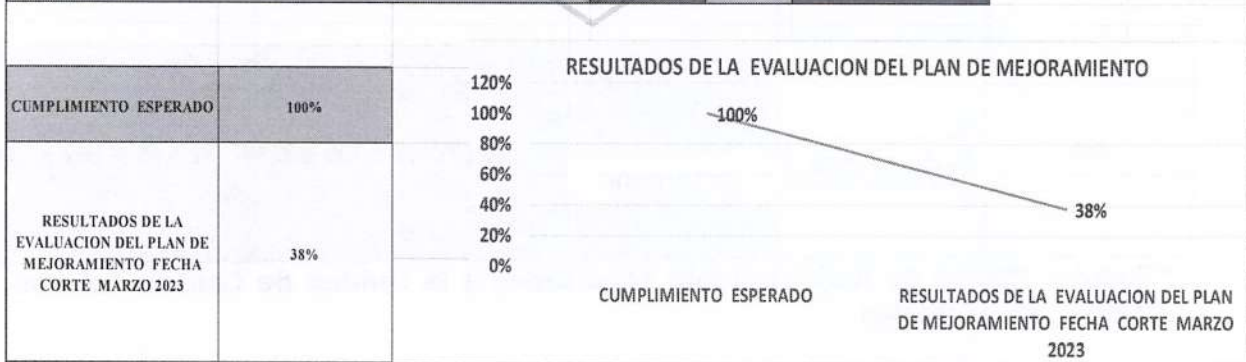 CUMPLIMIENTO ESPERADO 100%
RESULTADOS DE LA
EVALUACION DEL PLAN DE
MEJORAMIENTO FECHA
CORTE MARZO 2023
38%
RESULTADOS DE LA EVALUACION DEL PLAN DE MEJORAMIENTO
120%
100%
80%
60%
40%
20%
0%
100%
38%
CUMPLIMIENTO ESPERADO
RESULTADOS DE LA EVALUACION DEL PLAN
DE MEJORAMIENTO FECHA CORTE MARZO
2023